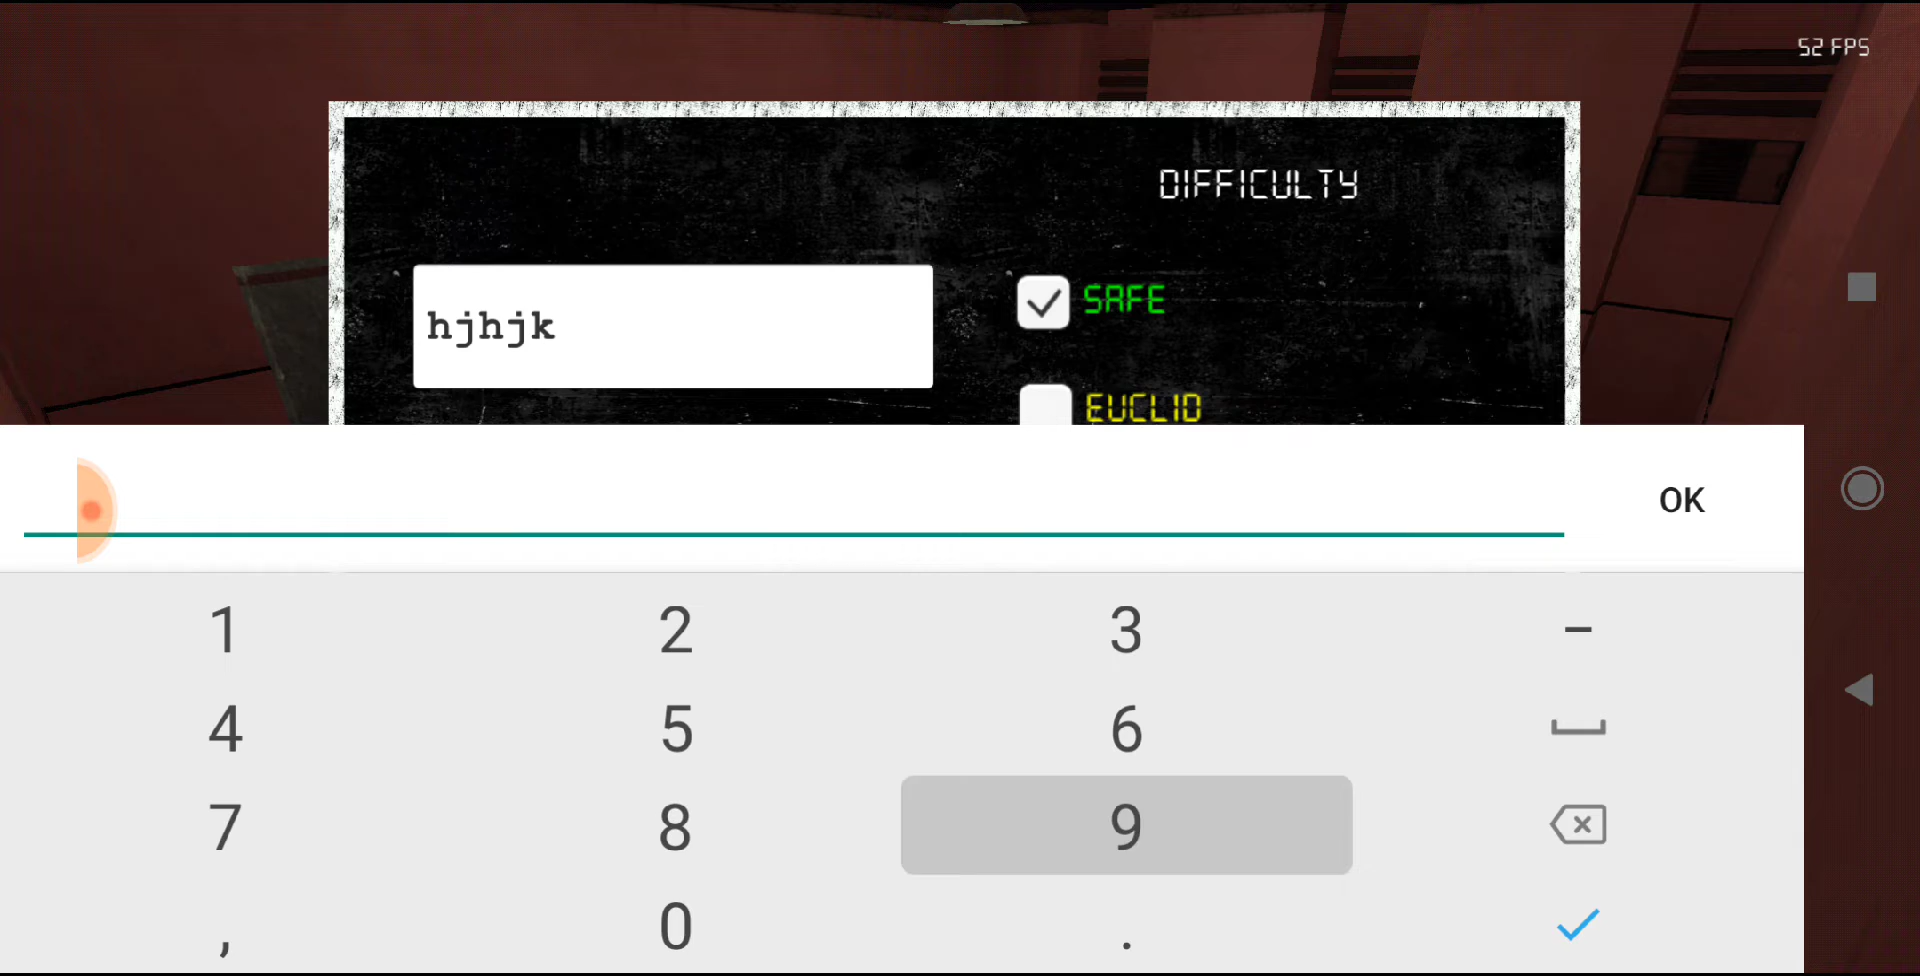 52 FPS
DIFFICULTY
hjhjk
SAFE
EUCLID
OK
1 2 3 -
4 5 6
7 8 9
, 0 .